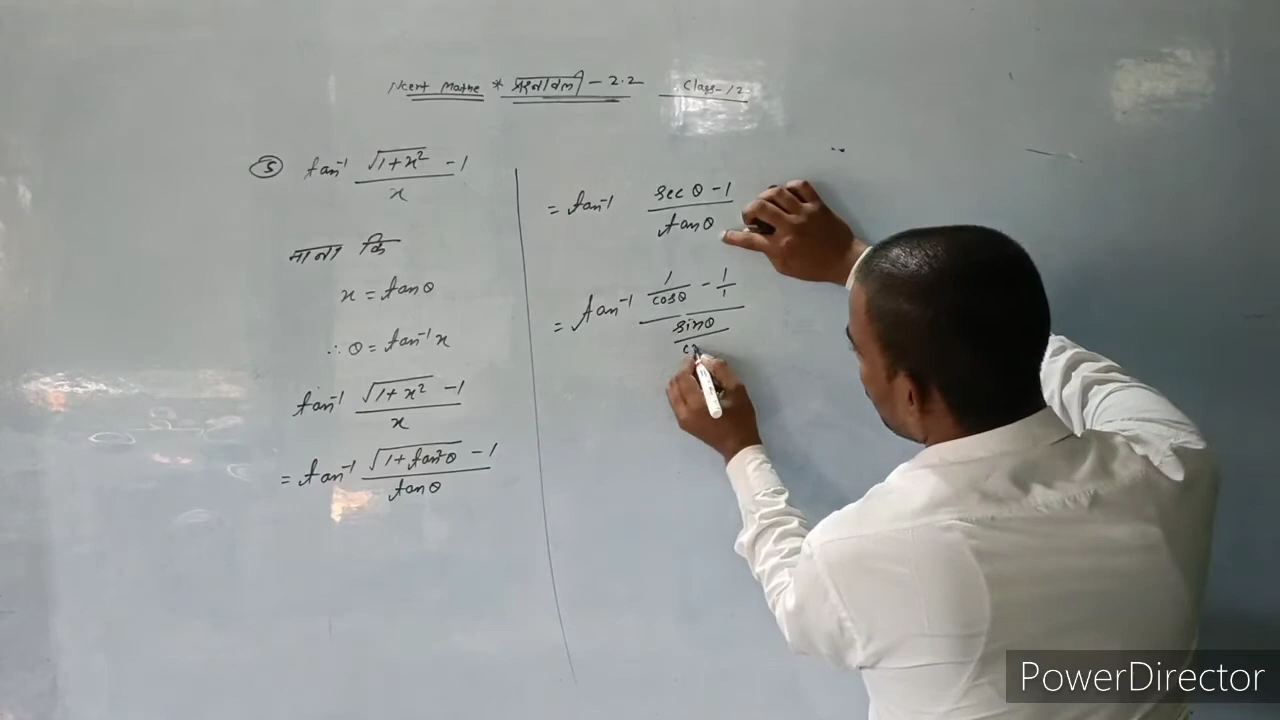 Ncert Maths * प्रश्नावली - 2.2 Class-12
⑤ tan⁻¹ (√(1+x²) - 1)/x
माना कि
x = tanθ
∴ θ = tan⁻¹x
tan⁻¹ (√(1+x²) - 1)/x
= tan⁻¹ (√(1+tan²θ) - 1)/tanθ
= tan⁻¹ (secθ - 1)/tanθ
= tan⁻¹ (1/cosθ - 1/1)/(sinθ/co
PowerDirector